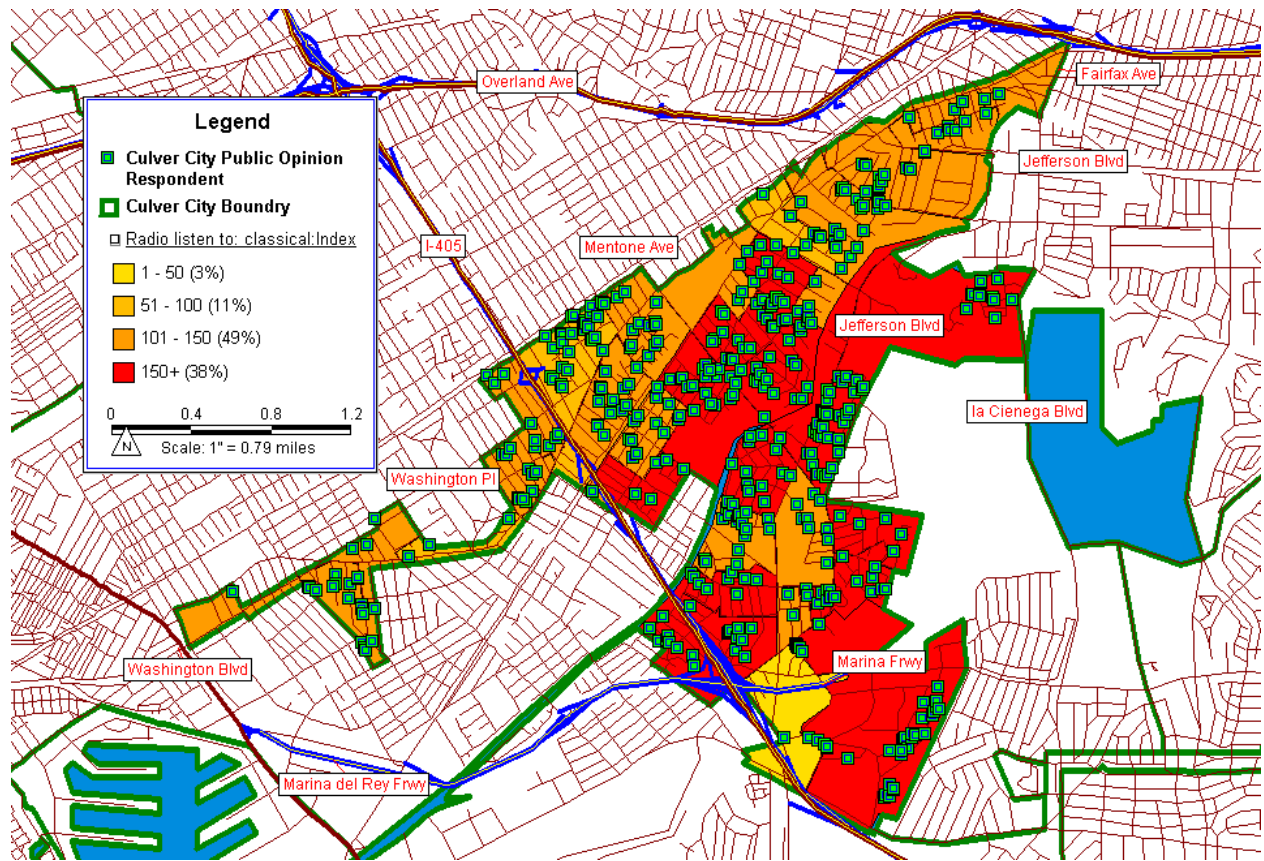 Fairfax Ave
Overland Ave
Legend
Culver City Public Opinion
Respondent
Culver City Boundry
Radio listen to: classical:Index
1 - 50 (3%)
51 - 100 (11%)
101 - 150 (49%)
150+ (38%)
0 0.4 0.8 1.2
N
Scale: 1" = 0.79 miles
Jefferson Blvd
I-405
Mentone Ave
Jefferson Blvd
la Cienega Blvd
Washington Pl
Washington Blvd
Marina Frwy
Marina del Rey Frwy